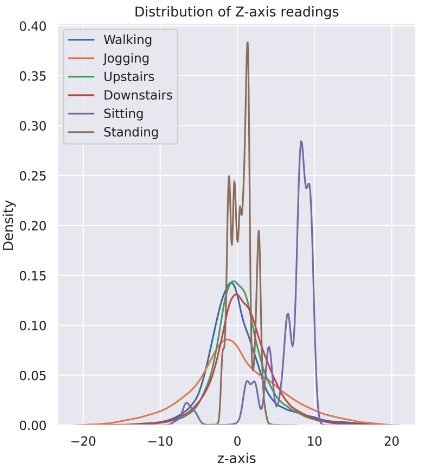 Distribution of Z-axis readings
0.40
0.35
0.30
0.25
0.20
0.15
0.10
0.05
0.00
Density
Walking
Jogging
Upstairs
Downstairs
Sitting
Standing
−20 −10 0 10 20
z-axis